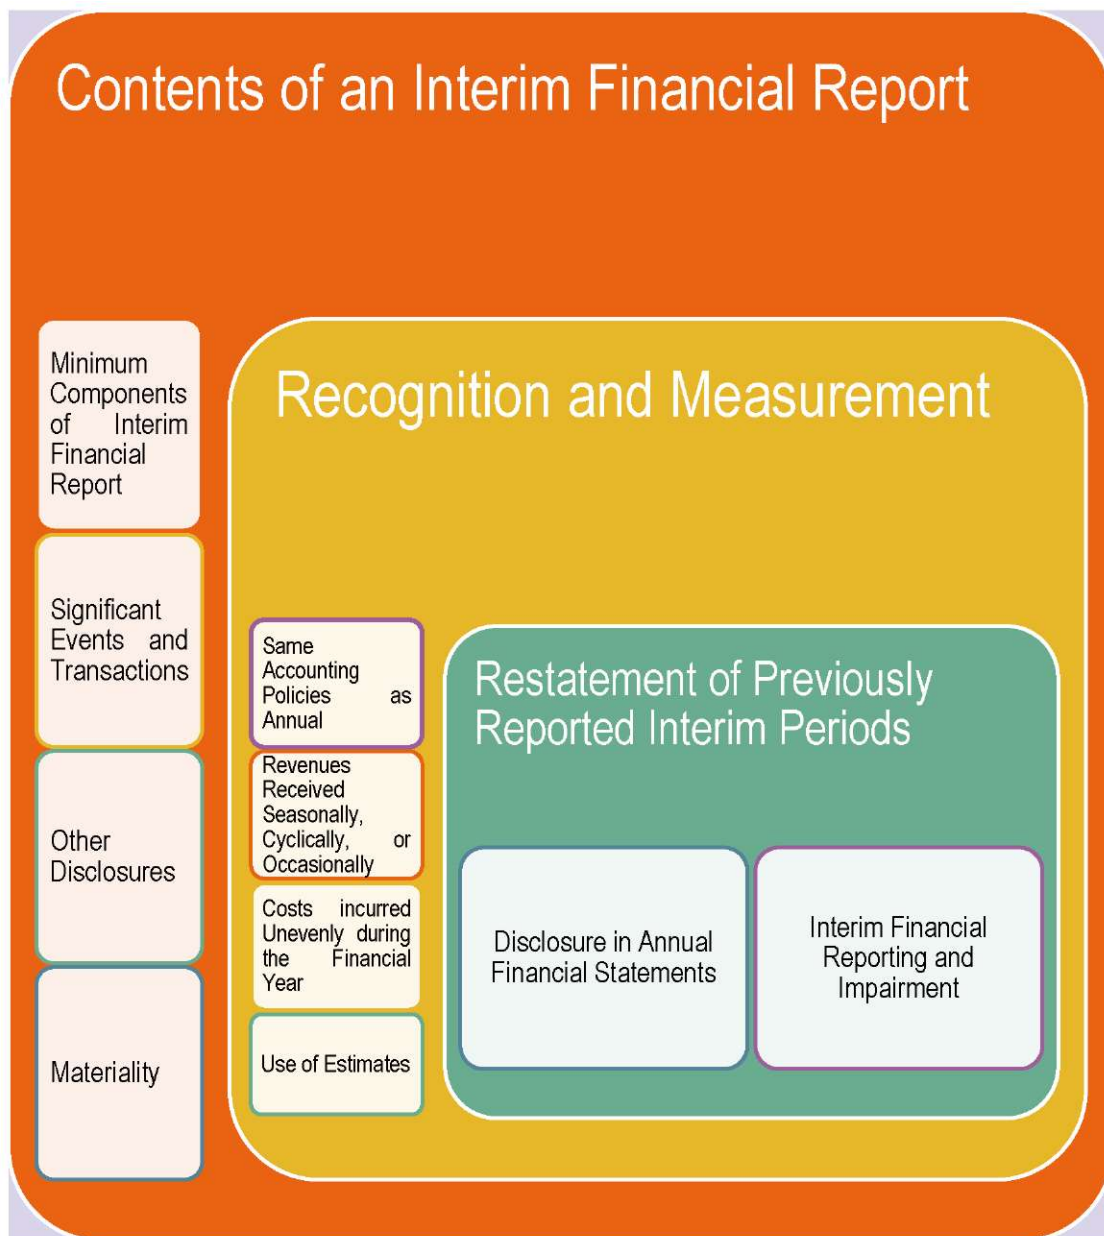 Contents of an Interim Financial Report
Minimum
Components
of Interim
Financial
Report
Significant
Events and
Transactions
Other
Disclosures
Materiality
Recognition and Measurement
Same
Accounting
Policies as
Annual
Revenues
Received
Seasonally,
Cyclically, or
Occasionally
Costs incurred
Unevenly during
the Financial
Year
Use of Estimates
Restatement of Previously
Reported Interim Periods
Disclosure in Annual
Financial Statements
Interim Financial
Reporting and
Impairment